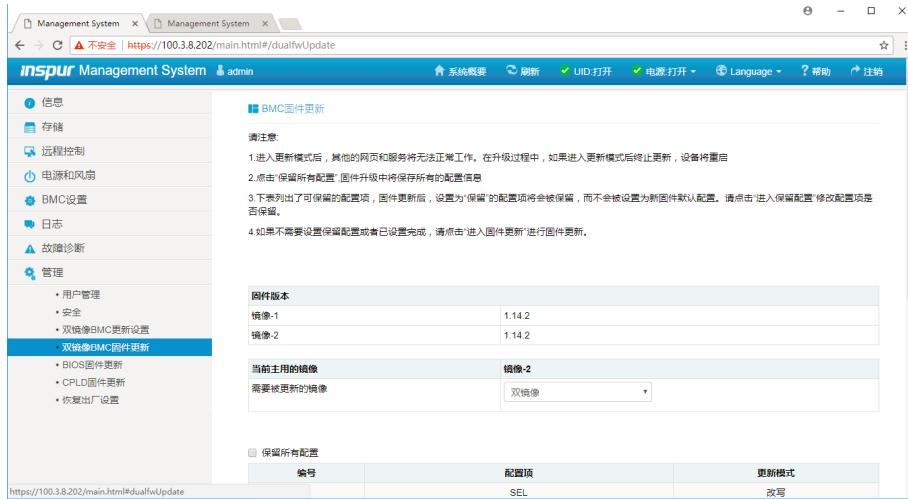 Management System
Management System
不安全 https://100.3.8.202/main.html#/dualfwUpdate
inspur Management System admin 系统概要 刷新 UID:打开 电源:打开 Language 帮助 注销
信息
存储
远程控制
电源和风扇
BMC设置
日志
故障诊断
管理
•用户管理
•安全
•双镜像BMC更新设置
•双镜像BMC固件更新
•BIOS固件更新
•CPLD固件更新
•恢复出厂设置
BMC固件更新
请注意:
1.进入更新模式后，其他的网页和服务将无法正常工作。在升级过程中，如果进入更新模式后终止更新，设备将重启
2.点击“保留所有配置”,固件升级中将保存所有的配置信息
3.下表列出了可保留的配置项，固件更新后，设置为“保留”的配置项将会被保留，而不会被设置为新固件默认配置。请点击“进入保留配置”修改配置项是
否保留。
4.如果不需要设置保留配置或者已设置完成，请点击“进入固件更新”进行固件更新。
固件版本
镜像-1 1.14.2
镜像-2 1.14.2
当前主用的镜像 镜像-2
需要被更新的镜像 双镜像
保留所有配置
编号 配置项 更新模式
SEL 改写
https://100.3.8.202/main.html#dualfwUpdate